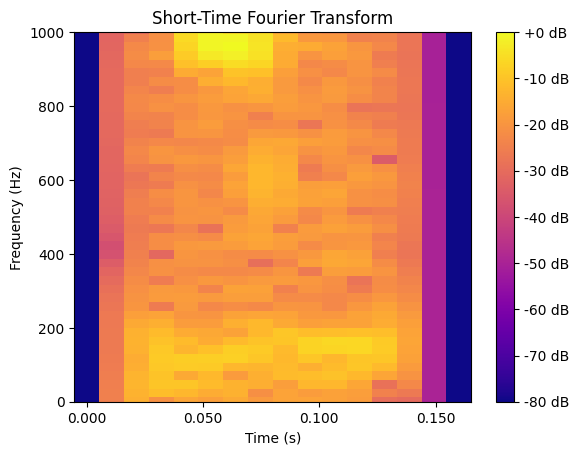 Short-Time Fourier Transform
Frequency (Hz)
1000
800
600
400
200
0
0.000
0.050
0.100
0.150
Time (s)
+0 dB
-10 dB
-20 dB
-30 dB
-40 dB
-50 dB
-60 dB
-70 dB
-80 dB